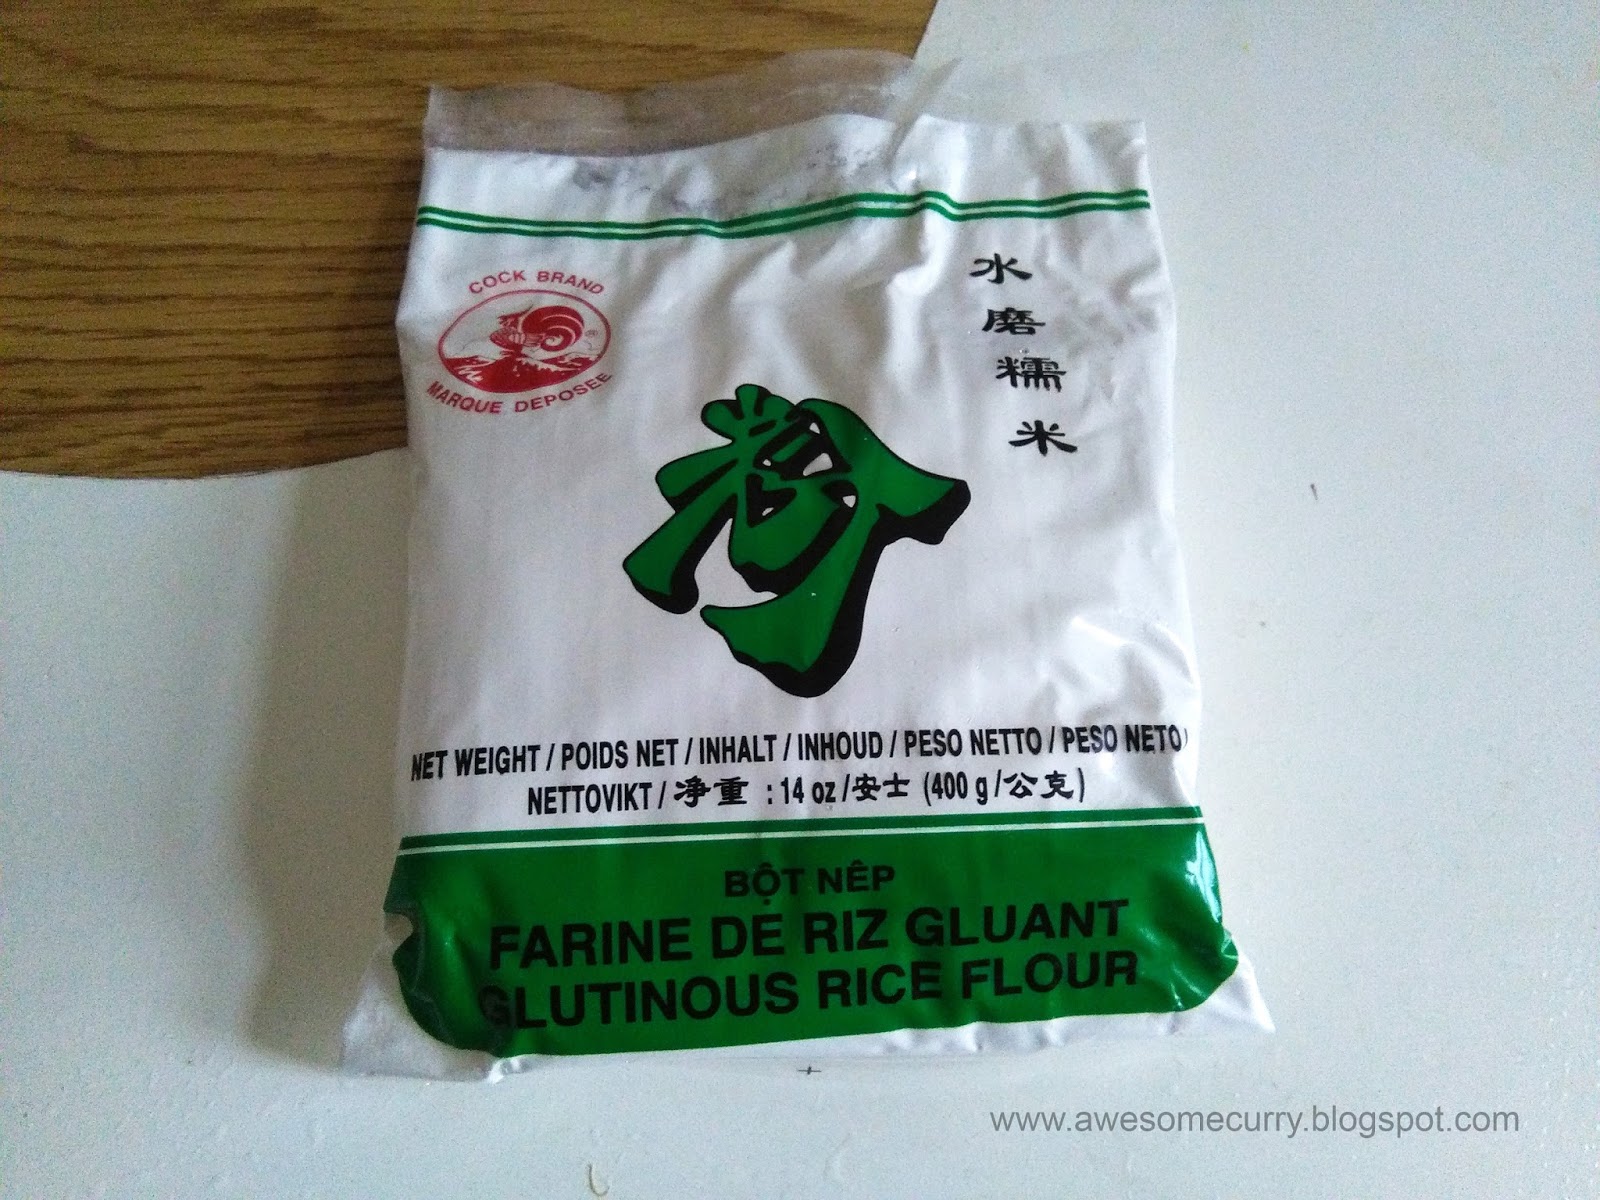 COCK BRAND
®
MARQUE DEPOSEE
水磨糯米
粉
NET WEIGHT / POIDS NET / INHALT / INHOUD / PESO NETTO / PESO NETO /
NETTOVIKT / 淨重 : 14 oz /安士 (400 g /公克)
BỘT NÊP
FARINE DE RIZ GLUANT
GLUTINOUS RICE FLOUR
www.awesomecurry.blogspot.com